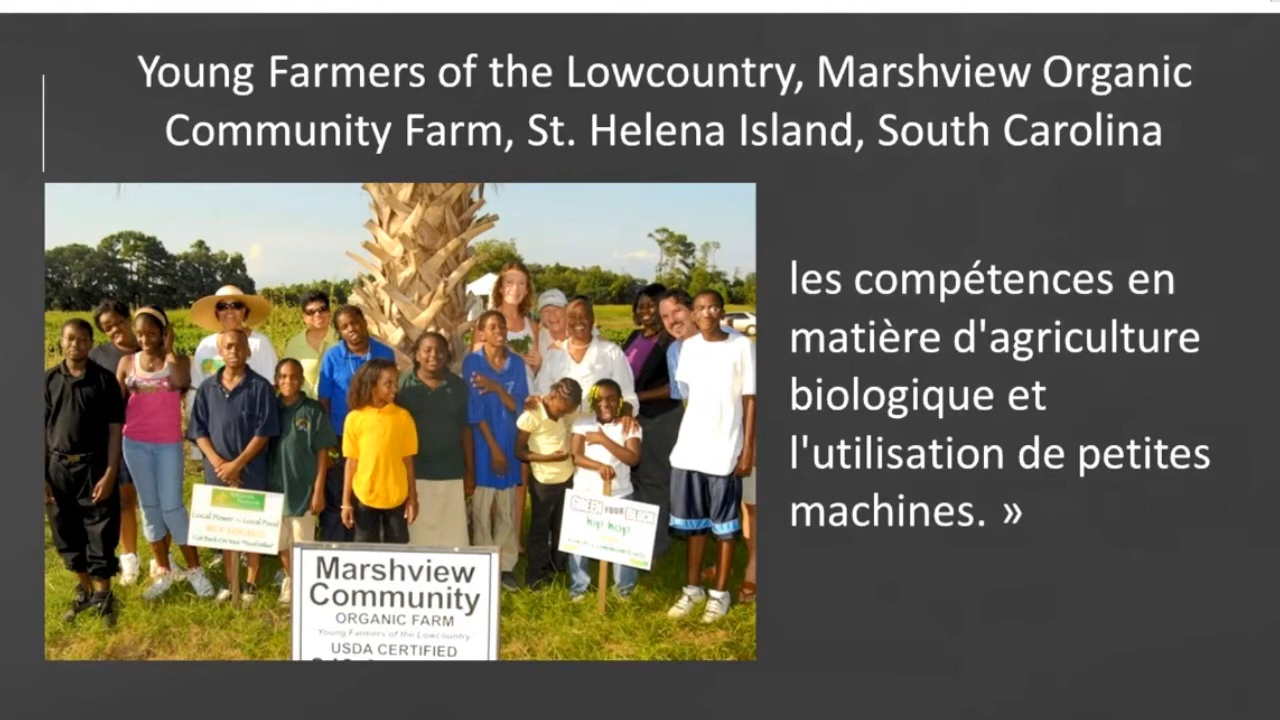 Young Farmers of the Lowcountry, Marshview Organic
Community Farm, St. Helena Island, South Carolina
les compétences en
matière d'agriculture
biologique et
l'utilisation de petites
machines. »
Local Power Local Food
GREEN YOUR BLOCK
hip hop
Marshview
Community
ORGANIC FARM
Young Farmers of the Lowcountry
USDA CERTIFIED